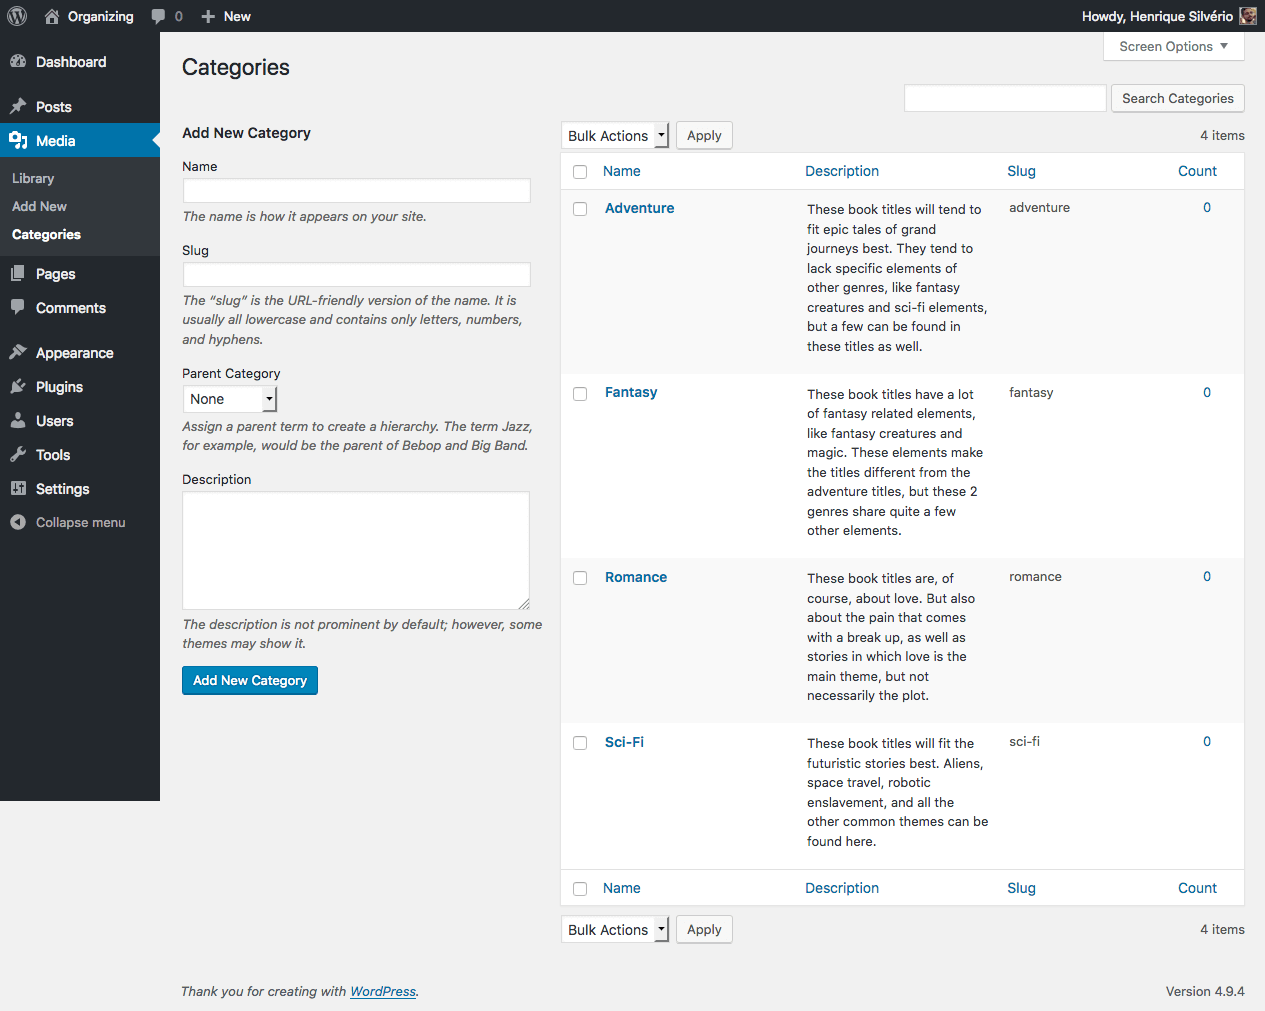 Organizing 0 New Howdy, Henrique Silvério
Screen Options
Dashboard
Posts
Media
Library
Add New
Categories
Pages
Comments
Appearance
Plugins
Users
Tools
Settings
Collapse menu
Categories
Search Categories
Add New Category
Name
The name is how it appears on your site.
Slug
The “slug” is the URL-friendly version of the name. It is
usually all lowercase and contains only letters, numbers,
and hyphens.
Parent Category
None
Assign a parent term to create a hierarchy. The term Jazz,
for example, would be the parent of Bebop and Big Band.
Description
The description is not prominent by default; however, some
themes may show it.
Add New Category
Bulk Actions Apply 4 items
Name Description Slug Count
Adventure
These book titles will tend to
fit epic tales of grand
journeys best. They tend to
lack specific elements of
other genres, like fantasy
creatures and sci-fi elements,
but a few can be found in
these titles as well.
adventure
0
Fantasy
These book titles have a lot
of fantasy related elements,
like fantasy creatures and
magic. These elements make
the titles different from the
adventure titles, but these 2
genres share quite a few
other elements.
fantasy
0
Romance
These book titles are, of
course, about love. But also
about the pain that comes
with a break up, as well as
stories in which love is the
main theme, but not
necessarily the plot.
romance
0
Sci-Fi
These book titles will fit the
futuristic stories best. Aliens,
space travel, robotic
enslavement, and all the
other common themes can be
found here.
sci-fi
0
Name Description Slug Count
Bulk Actions Apply 4 items
Thank you for creating with WordPress. Version 4.9.4